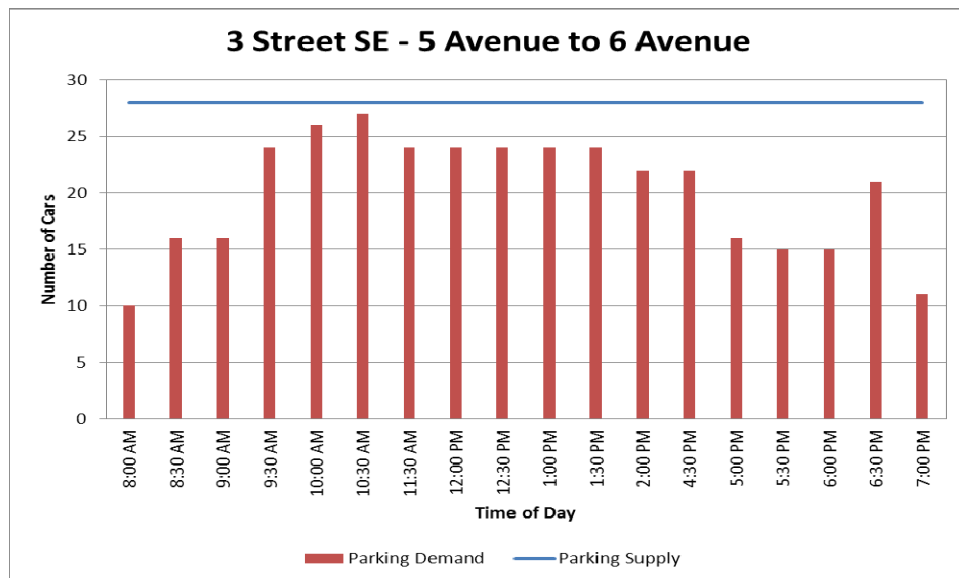 3 Street SE - 5 Avenue to 6 Avenue
30
25
20
15
10
5
0
Number of Cars
8:00 AM
8:30 AM
9:00 AM
9:30 AM
10:00 AM
10:30 AM
11:30 AM
12:00 PM
12:30 PM
1:00 PM
1:30 PM
2:00 PM
4:30 PM
5:00 PM
5:30 PM
6:00 PM
6:30 PM
7:00 PM
Time of Day
Parking Demand
Parking Supply